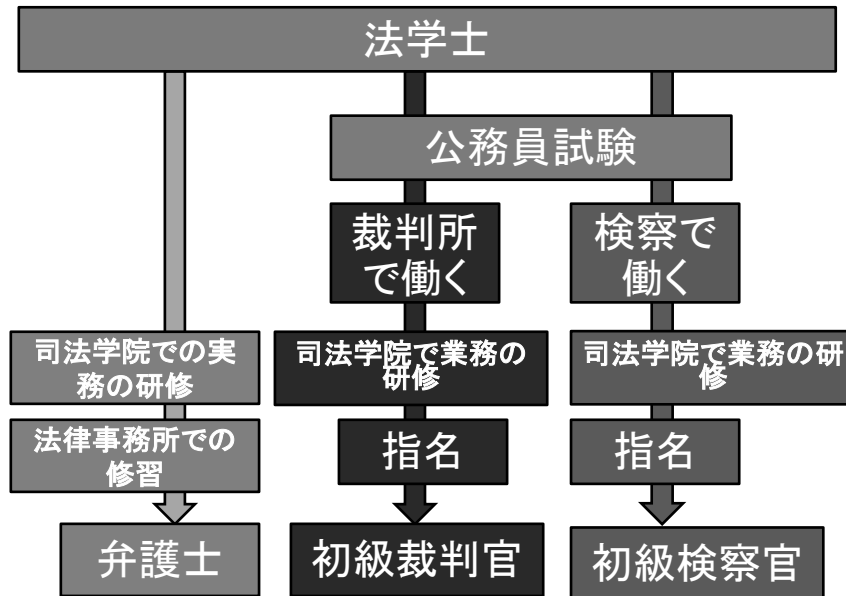 法学士
公務員試験
裁判所
で働く
検察で
働く
司法学院での実
務の研修
司法学院で業務の
研修
司法学院で業務の研
修
法律事務所での
修習
指名
指名
弁護士
初級裁判官
初級検察官